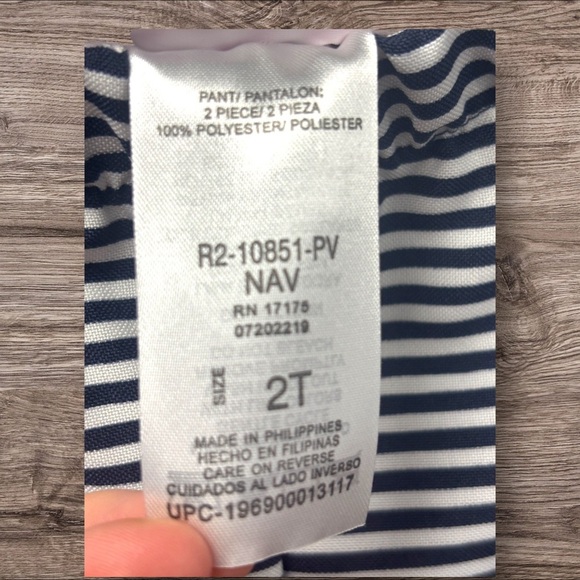 PANT/ PANTALON:
2 PIECE/ 2 PIEZA
100% POLYESTER/ POLIESTER
R2-10851-PV
NAV
RN 17175
07202219
SIZE 2T
MADE IN PHILIPPINES
HECHO EN FILIPINAS
CARE ON REVERSE
CUIDADOS AL LADO INVERSO
UPC-196900013117